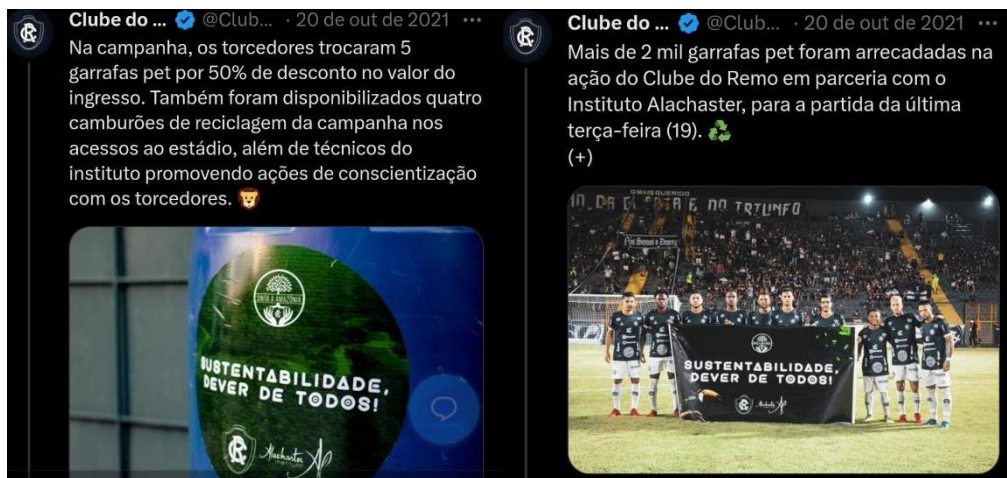 Clube do ... @Club... · 20 de out de 2021 ...
Na campanha, os torcedores trocaram 5
garrafas pet por 50% de desconto no valor do
ingresso. Também foram disponibilizados quatro
camburões de reciclagem da campanha nos
acessos ao estádio, além de técnicos do
instituto promovendo ações de conscientização
com os torcedores. 🦁
SINTA A AMAZÔNIA
SUSTENTABILIDADE,
DEVER DE TODOS!
Alachaster
Clube do ... @Club... · 20 de out de 2021 ...
Mais de 2 mil garrafas pet foram arrecadadas na
ação do Clube do Remo em parceria com o
Instituto Alachaster, para a partida da última
terça-feira (19). ♻️
(+)
O MAIS QUERIDO
DA GLÓRIA E DO TRIUNFO
SUSTENTABILIDADE,
DEVER DE TODOS!
Alachaster